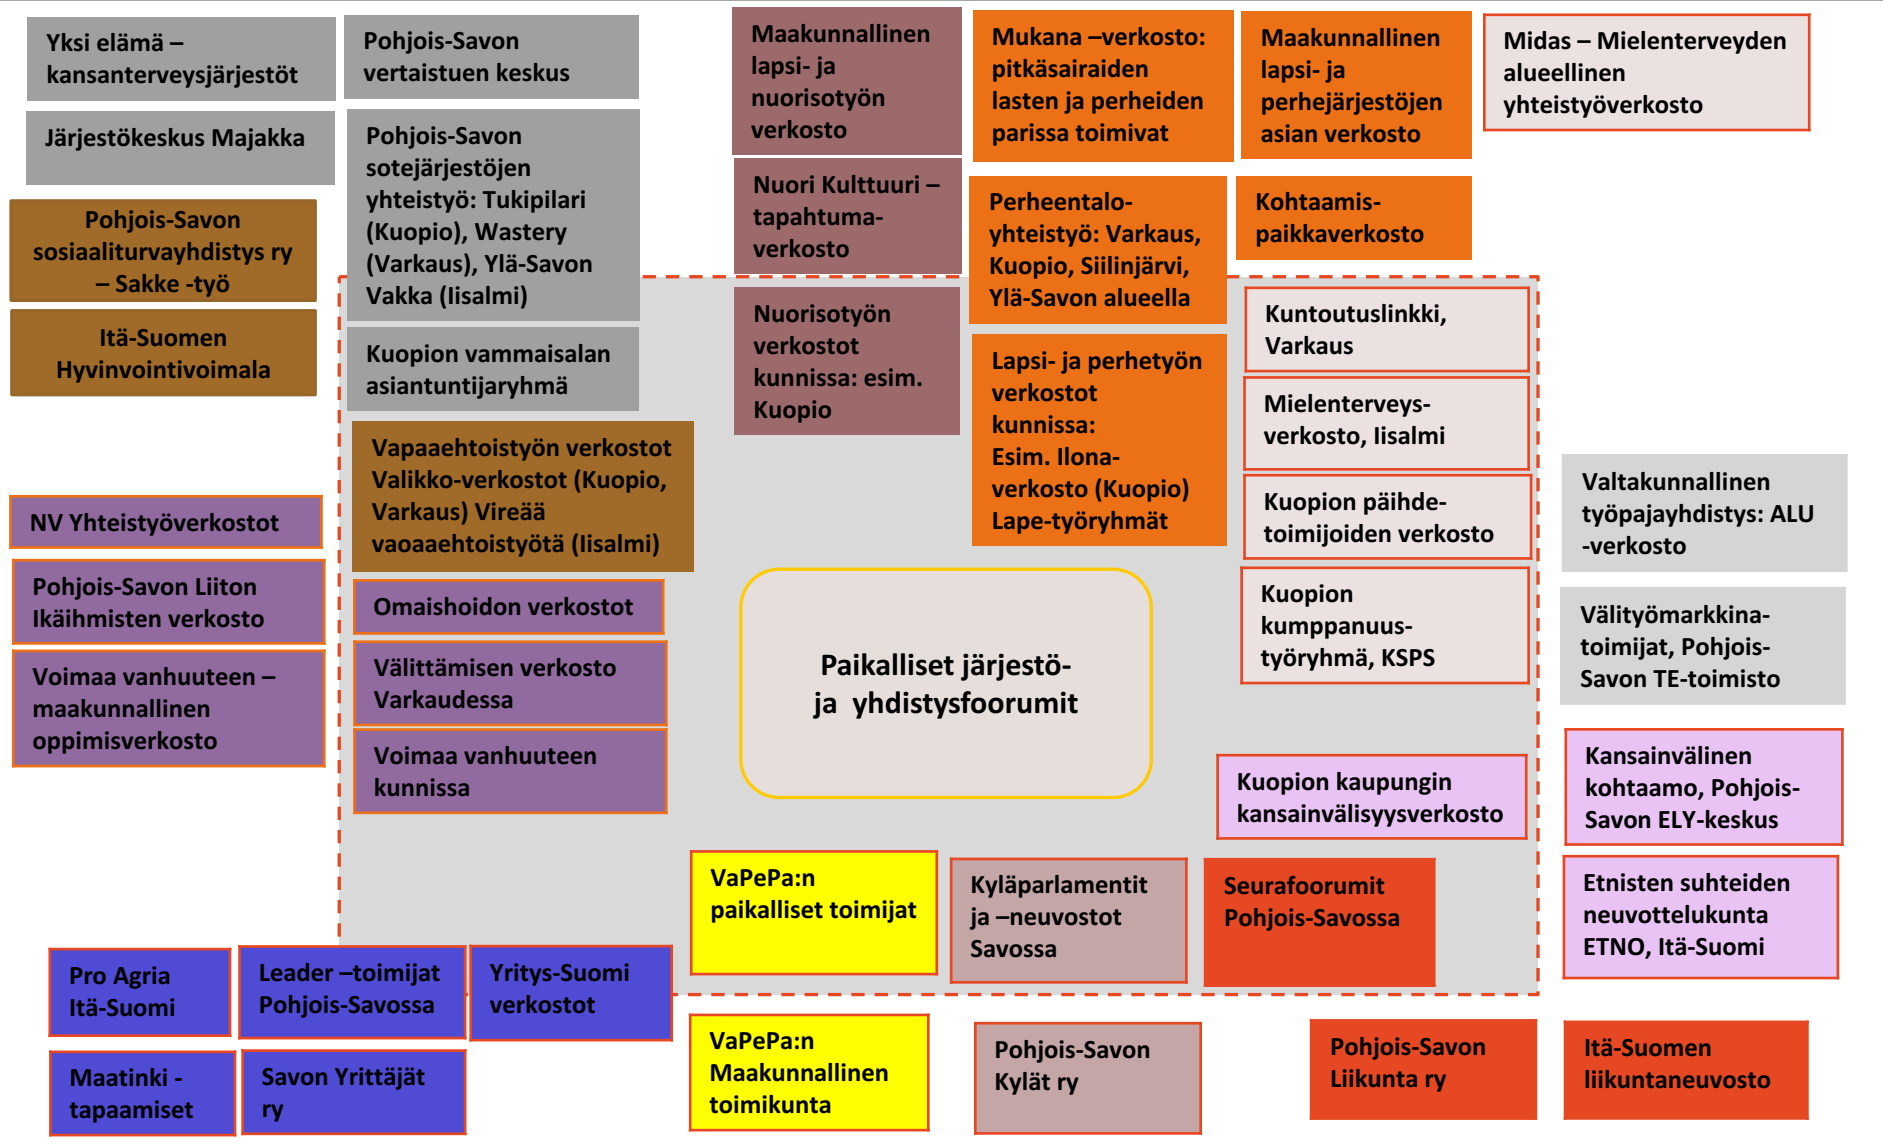 Yksi elämä –
kansanterveysjärjestöt
Pohjois-Savon
vertaistuen keskus
Maakunnallinen
lapsi- ja
nuorisotyön
verkosto
Mukana –verkosto:
pitkäsairaiden
lasten ja perheiden
parissa toimivat
Maakunnallinen
lapsi- ja
perhejärjestöjen
asian verkosto
Midas – Mielenterveyden
alueellinen
yhteistyöverkosto
Järjestökeskus Majakka
Pohjois-Savon
sotejärjestöjen
yhteistyö: Tukipilari
(Kuopio), Wastery
(Varkaus), Ylä-Savon
Vakka (Iisalmi)
Nuori Kulttuuri –
tapahtuma-
verkosto
Perheentalo-
yhteistyö: Varkaus,
Kuopio, Siilinjärvi,
Ylä-Savon alueella
Kohtaamis-
paikkaverkosto
Pohjois-Savon
sosiaaliturvayhdistys ry
– Sakke -työ
Itä-Suomen
Hyvinvointivoimala
Kuopion vammaisalan
asiantuntijaryhmä
Nuorisotyön
verkostot
kunnissa: esim.
Kuopio
Lapsi- ja perhetyön
verkostot
kunnissa:
Esim. Ilona-
verkosto (Kuopio)
Lape-työryhmät
Kuntoutuslinkki,
Varkaus
Mielenterveys-
verkosto, Iisalmi
Kuopion päihde-
toimijoiden verkosto
Kuopion
kumppanuus-
työryhmä, KSPS
Vapaaehtoistyön verkostot
Valikko-verkostot (Kuopio,
Varkaus) Vireää
vaoaaehtoistyötä (Iisalmi)
NV Yhteistyöverkostot
Pohjois-Savon Liiton
Ikäihmisten verkosto
Voimaa vanhuuteen –
maakunnallinen
oppimisverkosto
Omaishoidon verkostot
Välittämisen verkosto
Varkaudessa
Voimaa vanhuuteen
kunnissa
Paikalliset järjestö-
ja yhdistysfoorumit
Valtakunnallinen
työpajayhdistys: ALU
-verkosto
Välityömarkkina-
toimijat, Pohjois-
Savon TE-toimisto
Kuopion kaupungin
kansainvälisyysverkosto
Kansainvälinen
kohtaamo, Pohjois-
Savon ELY-keskus
Etnisten suhteiden
neuvottelukunta
ETNO, Itä-Suomi
VaPePa:n
paikalliset toimijat
Kyläparlamentit
ja –neuvostot
Savossa
Seurafoorumit
Pohjois-Savossa
Pro Agria
Itä-Suomi
Leader –toimijat
Pohjois-Savossa
Yritys-Suomi
verkostot
Maatinki -
tapaamiset
Savon Yrittäjät
ry
VaPePa:n
Maakunnallinen
toimikunta
Pohjois-Savon
Kylät ry
Pohjois-Savon
Liikunta ry
Itä-Suomen
liikuntaneuvosto